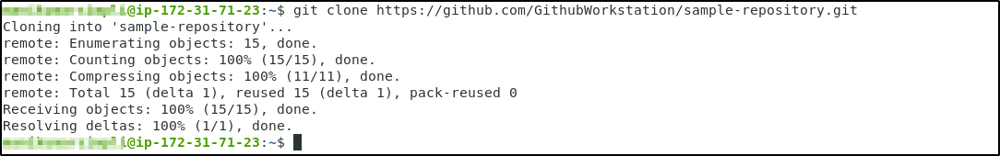 @ip-172-31-71-23:~$ git clone https://github.com/GithubWorkstation/sample-repository.git
Cloning into 'sample-repository'...
remote: Enumerating objects: 15, done.
remote: Counting objects: 100% (15/15), done.
remote: Compressing objects: 100% (11/11), done.
remote: Total 15 (delta 1), reused 15 (delta 1), pack-reused 0
Receiving objects: 100% (15/15), done.
Resolving deltas: 100% (1/1), done.
@ip-172-31-71-23:~$